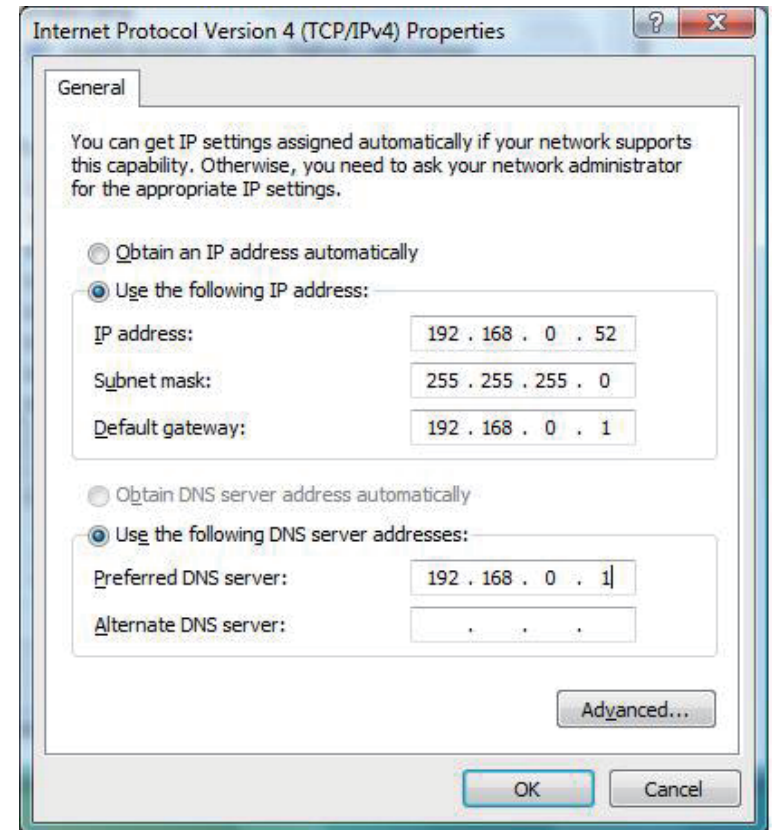 Internet Protocol Version 4 (TCP/IPv4) Properties
General
You can get IP settings assigned automatically if your network supports
this capability. Otherwise, you need to ask your network administrator
for the appropriate IP settings.
Obtain an IP address automatically
Use the following IP address:
IP address: 192 . 168 . 0 . 52
Subnet mask: 255 . 255 . 255 . 0
Default gateway: 192 . 168 . 0 . 1
Obtain DNS server address automatically
Use the following DNS server addresses:
Preferred DNS server: 192 . 168 . 0 . 1
Alternate DNS server: . . .
Advanced...
OK Cancel